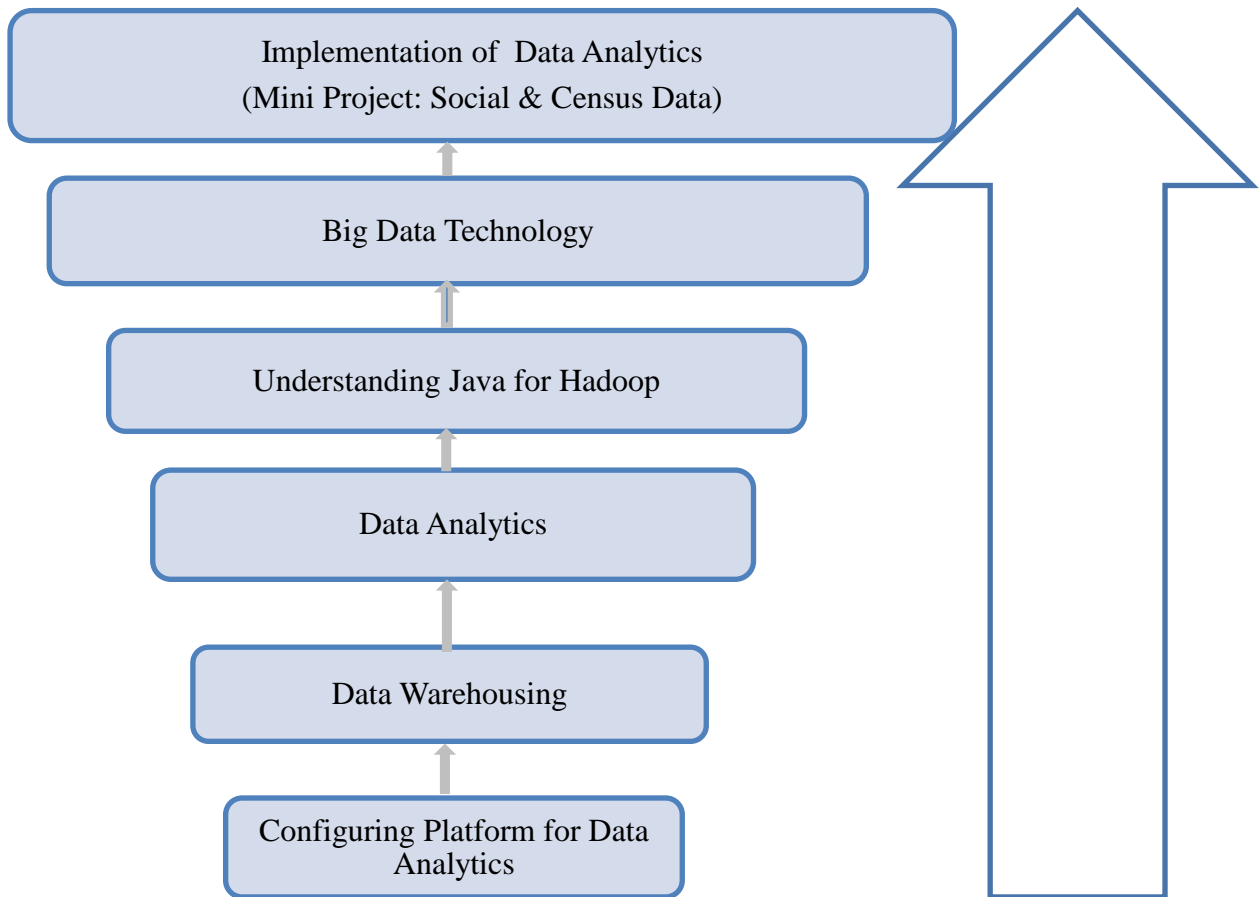 Implementation of Data Analytics
(Mini Project: Social & Census Data)
Big Data Technology
Understanding Java for Hadoop
Data Analytics
Data Warehousing
Configuring Platform for Data
Analytics